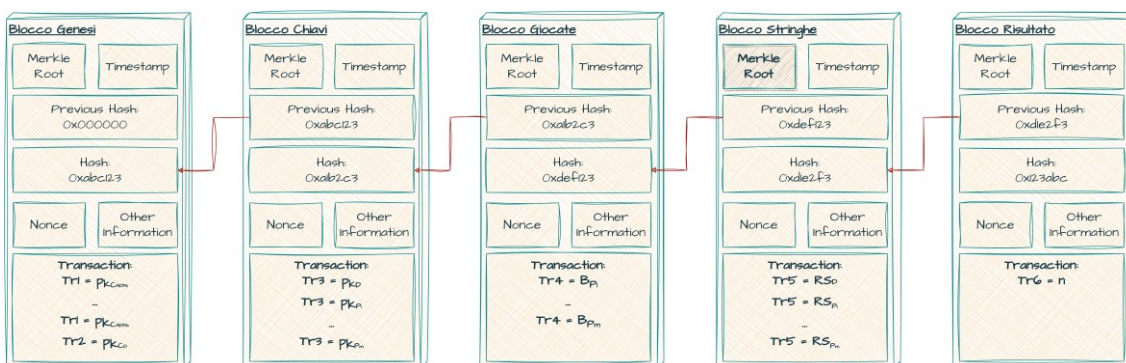 Blocco Genesi
Merkle
Root
Timestamp
Previous Hash:
0x000000
Hash:
0xabc123
Nonce
Other
Information
Transaction:
Tr1 =
...
Tr1 =
Tr2 =
Blocco Chiavi
Merkle
Root
Timestamp
Previous Hash:
0xabc123
Hash:
0xa1b2c3
Nonce
Other
Information
Transaction:
Tr3 = pkD
Tr3 = pkP1
...
Tr3 = pkPm
Blocco Giocate
Merkle
Root
Timestamp
Previous Hash:
0xa1b2c3
Hash:
0xdef123
Nonce
Other
Information
Transaction:
Tr4 = BP1
...
Tr4 = BPm
Blocco Stringhe
Merkle
Root
Timestamp
Previous Hash:
0xdef123
Hash:
0xd1e2f3
Nonce
Other
Information
Transaction:
Tr5 = RSD
Tr5 = RSP1
...
Tr5 = RSPm
Blocco Risultato
Merkle
Root
Timestamp
Previous Hash:
0xd1e2f3
Hash:
0x123abc
Nonce
Other
Information
Transaction:
Tr6 = n